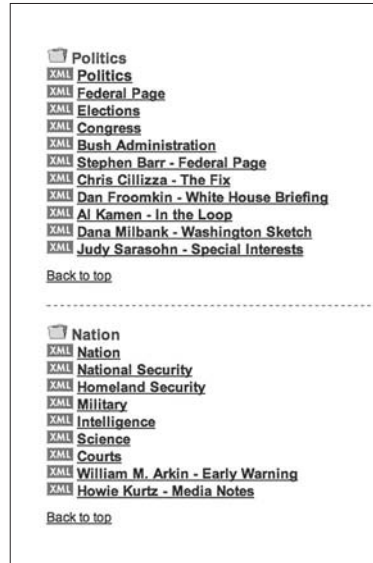 Politics
XML Politics
XML Federal Page
XML Elections
XML Congress
XML Bush Administration
XML Stephen Barr - Federal Page
XML Chris Cillizza - The Fix
XML Dan Froomkin - White House Briefing
XML Al Kamen - In the Loop
XML Dana Milbank - Washington Sketch
XML Judy Sarasohn - Special Interests
Back to top
Nation
XML Nation
XML National Security
XML Homeland Security
XML Military
XML Intelligence
XML Science
XML Courts
XML William M. Arkin - Early Warning
XML Howie Kurtz - Media Notes
Back to top